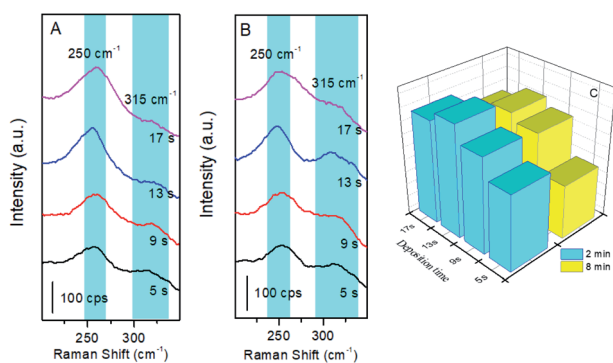 A
250 cm⁻¹
315 cm⁻¹
17 s
13 s
9 s
5 s
100 cps
Intensity (a.u.)
250
300
Raman Shift (cm⁻¹)
B
250 cm⁻¹
315 cm⁻¹
17 s
13 s
9 s
5 s
100 cps
Intensity (a.u.)
250
300
Raman Shift (cm⁻¹)
C
17s
13s
9s
5s
Deposition time
2 min
8 min